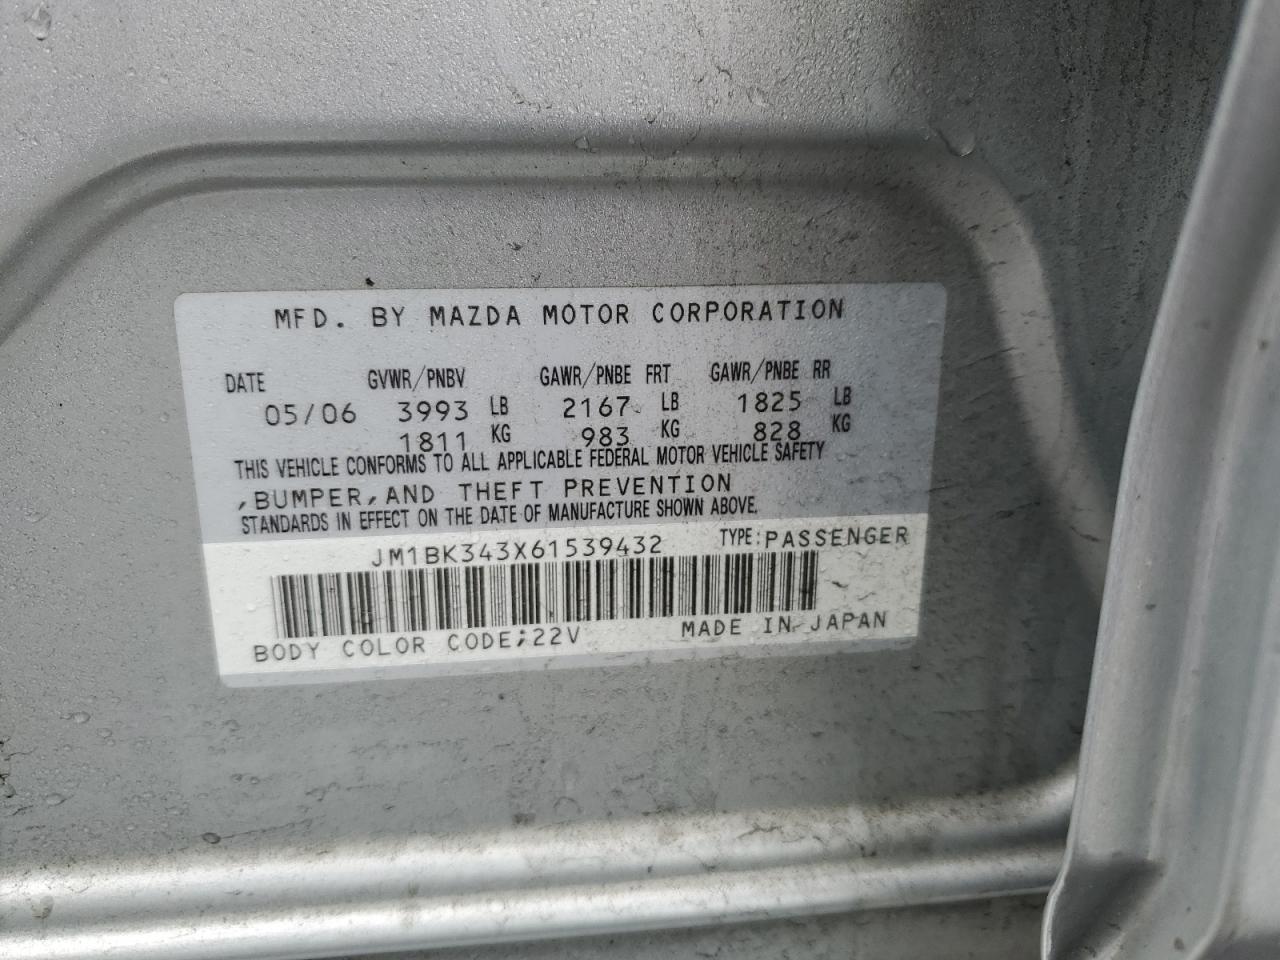 MFD. BY MAZDA MOTOR CORPORATION
DATE GVWR/PNBV GAWR/PNBE FRT GAWR/PNBE RR
05/06 3993 LB 2167 LB 1825 LB
1811 KG 983 KG 828 KG
THIS VEHICLE CONFORMS TO ALL APPLICABLE FEDERAL MOTOR VEHICLE SAFETY
,BUMPER,AND THEFT PREVENTION
STANDARDS IN EFFECT ON THE DATE OF MANUFACTURE SHOWN ABOVE.
JM1BK343X61539432 TYPE:PASSENGER
BODY COLOR CODE;22V MADE IN JAPAN